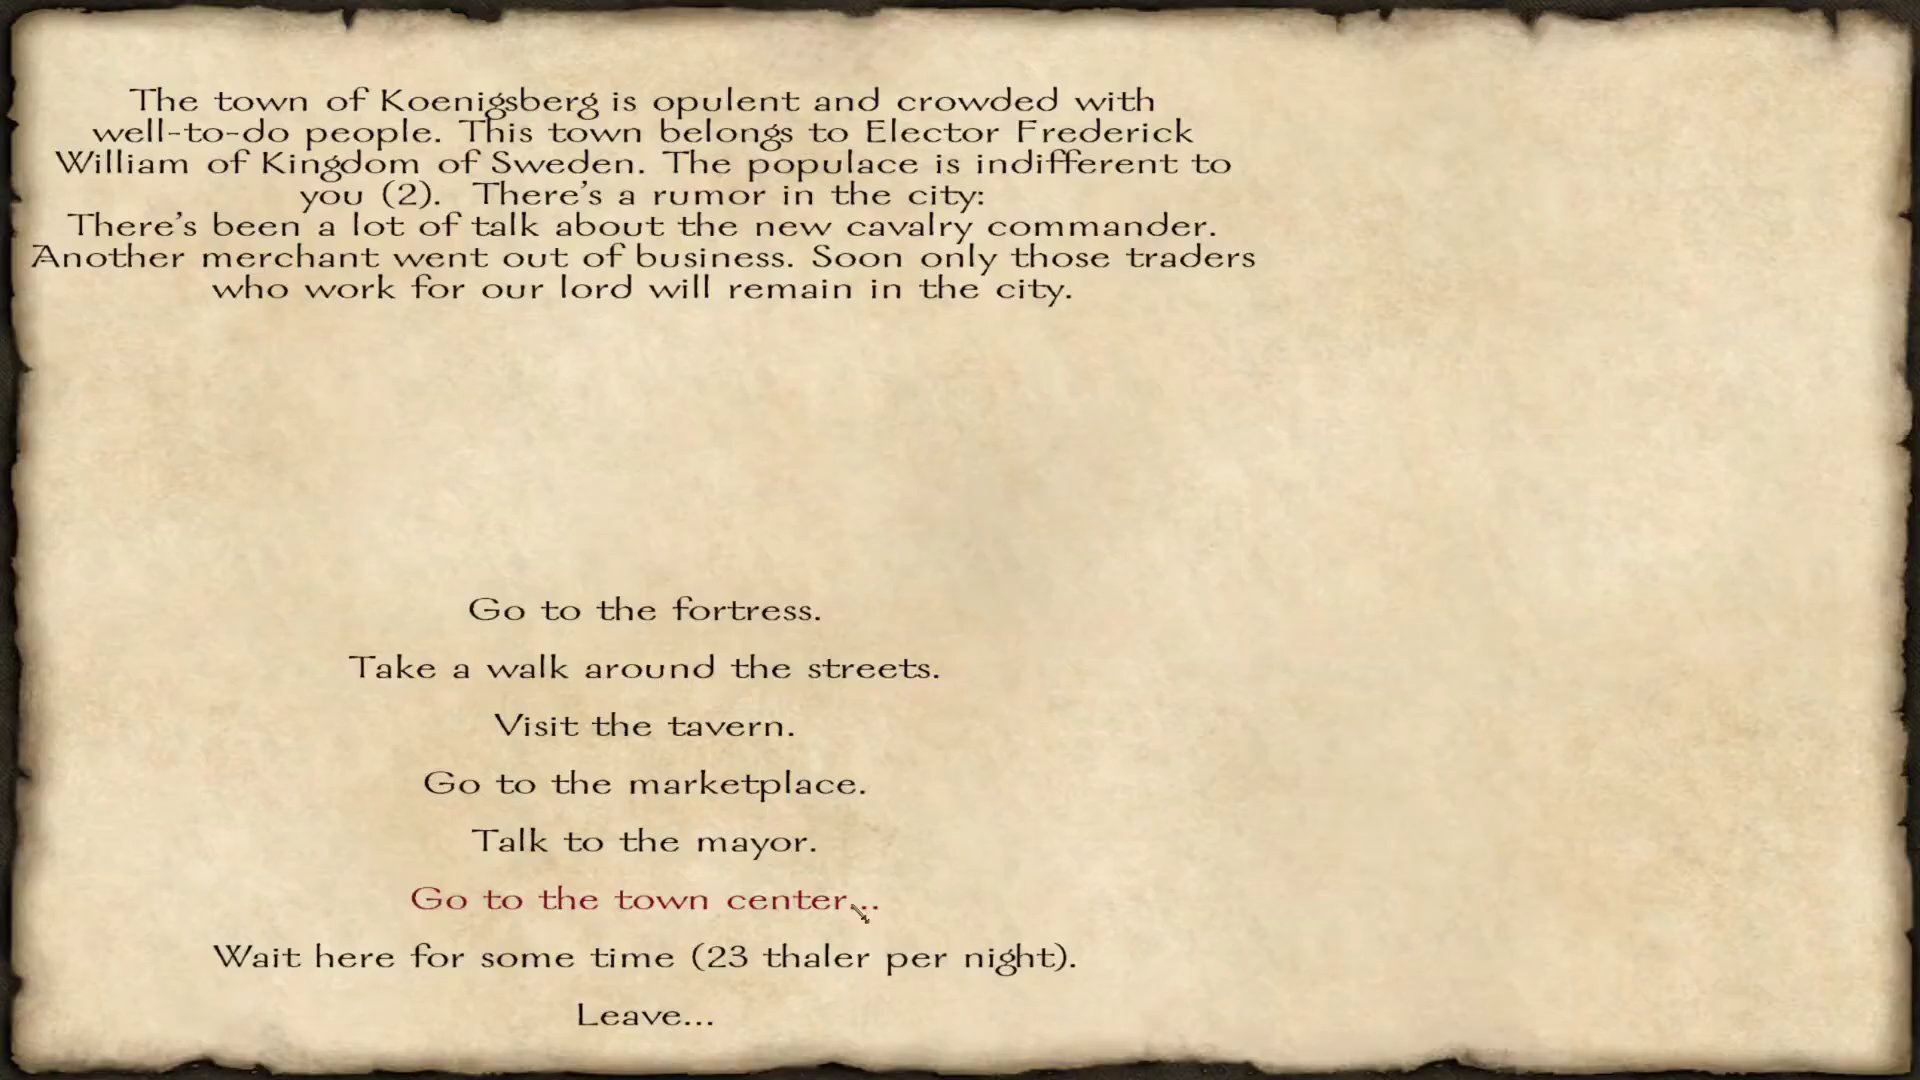 The town of Koenigsberg is opulent and crowded with
well-to-do people. This town belongs to Elector Frederick
William of Kingdom of Sweden. The populace is indifferent to
you (2).  There's a rumor in the city:
There's been a lot of talk about the new cavalry commander.
Another merchant went out of business. Soon only those traders
who work for our lord will remain in the city.
Go to the fortress.
Take a walk around the streets.
Visit the tavern.
Go to the marketplace.
Talk to the mayor.
Go to the town center...
Wait here for some time (23 thaler per night).
Leave...